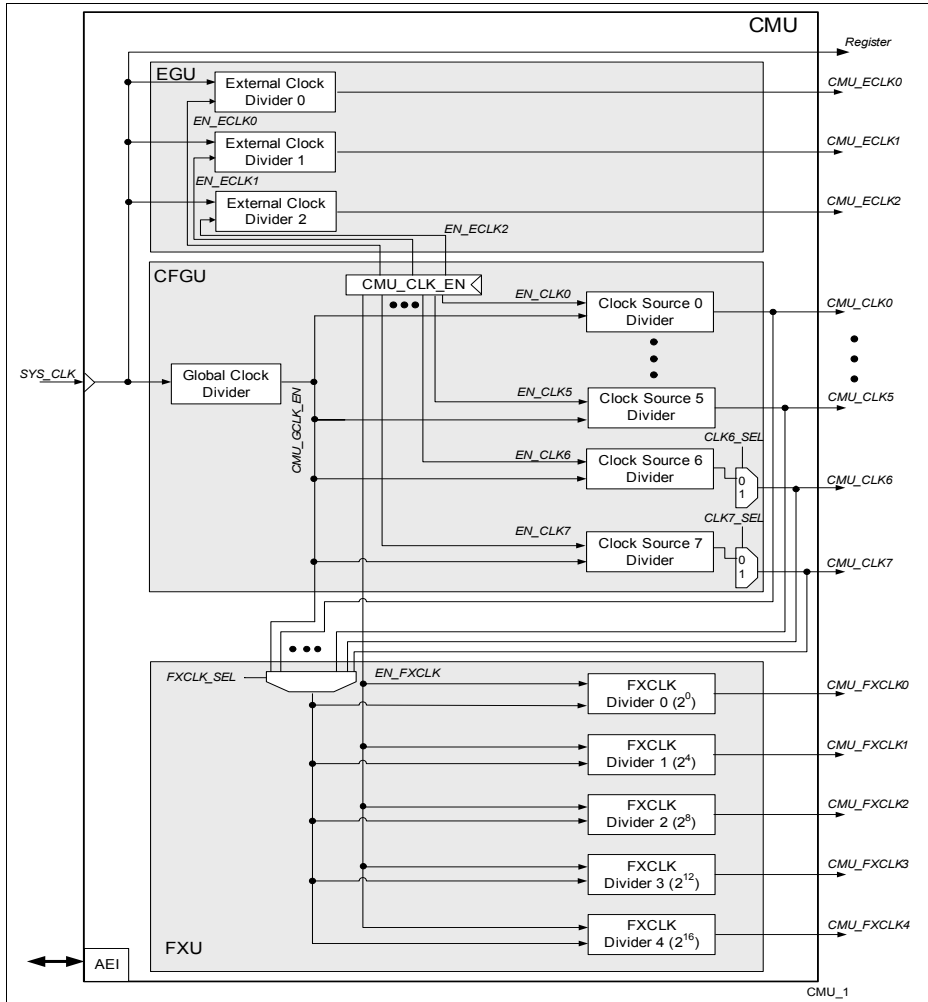 CMU
Register
EGU
External Clock
Divider 0
CMU_ECLK0
EN_ECLK0
External Clock
Divider 1
CMU_ECLK1
EN_ECLK1
External Clock
Divider 2
CMU_ECLK2
EN_ECLK2
CFGU
CMU_CLK_EN
EN_CLK0
Clock Source 0
Divider
CMU_CLK0
SYS_CLK
Global Clock
Divider
CMU_GCLK_EN
EN_CLK5
Clock Source 5
Divider
CMU_CLK5
CLK6_SEL
EN_CLK6
Clock Source 6
Divider
0
1
CMU_CLK6
CLK7_SEL
EN_CLK7
Clock Source 7
Divider
0
1
CMU_CLK7
FXCLK_SEL
EN_FXCLK
FXCLK
Divider 0 (2⁰)
CMU_FXCLK0
FXCLK
Divider 1 (2⁴)
CMU_FXCLK1
FXCLK
Divider 2 (2⁸)
CMU_FXCLK2
FXCLK
Divider 3 (2¹²)
CMU_FXCLK3
FXCLK
Divider 4 (2¹⁶)
CMU_FXCLK4
FXU
AEI
CMU_1